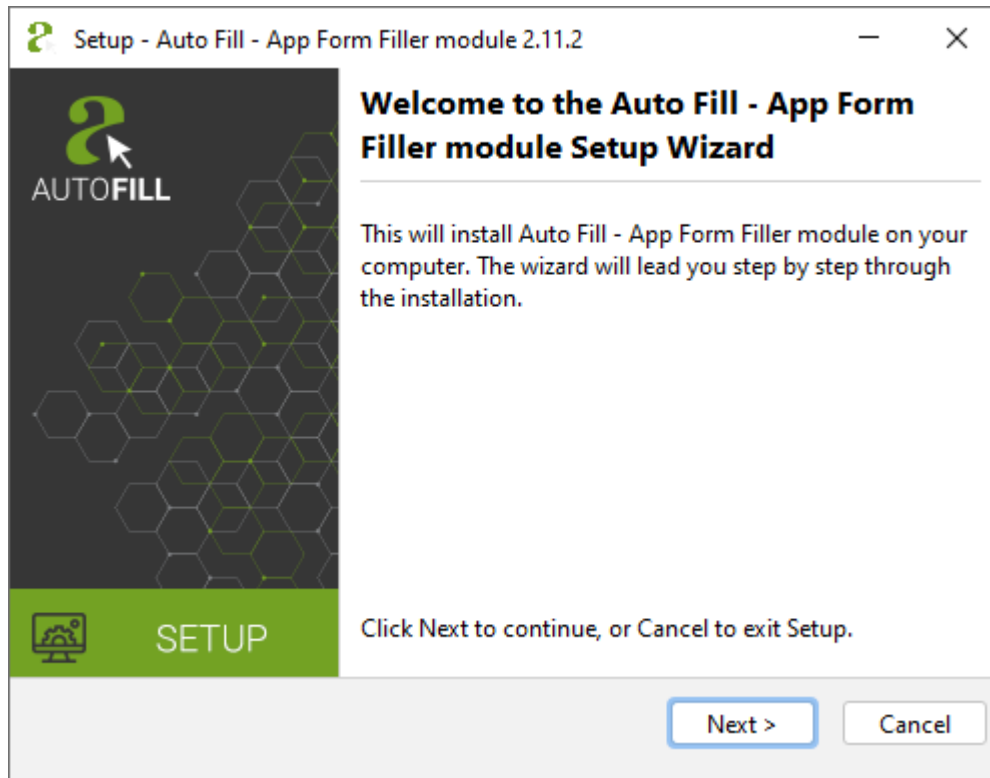 Setup - Auto Fill - App Form Filler module 2.11.2
AUTOFILL
Welcome to the Auto Fill - App Form
Filler module Setup Wizard
This will install Auto Fill - App Form Filler module on your
computer. The wizard will lead you step by step through
the installation.
Click Next to continue, or Cancel to exit Setup.
SETUP
Next >
Cancel